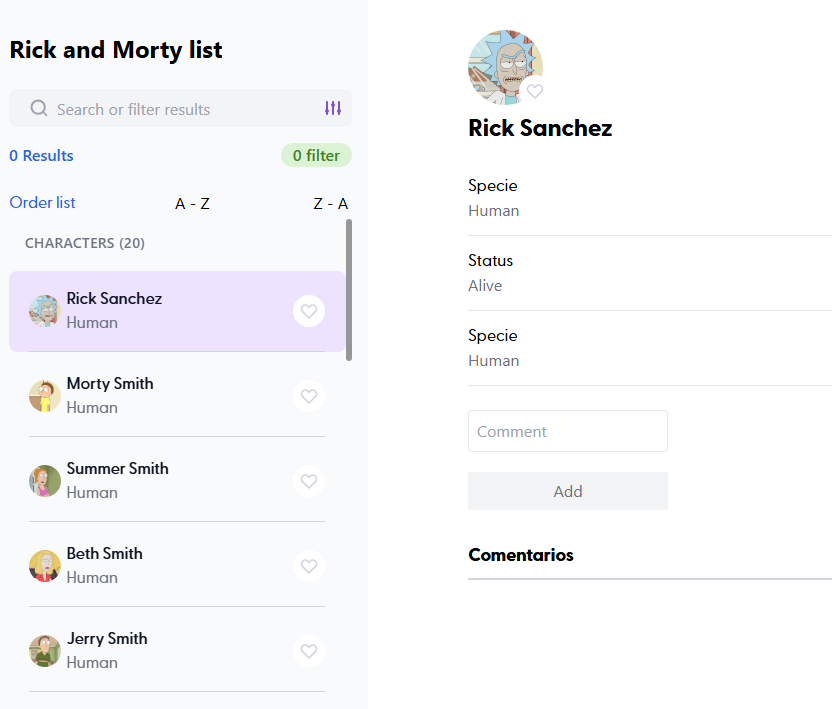 Rick and Morty list
Search or filter results
0 Results
0 filter
Order list
A - Z
Z - A
CHARACTERS (20)
Rick Sanchez
Human
Morty Smith
Human
Summer Smith
Human
Beth Smith
Human
Jerry Smith
Human
Rick Sanchez
Specie
Human
Status
Alive
Specie
Human
Comment
Add
Comentarios